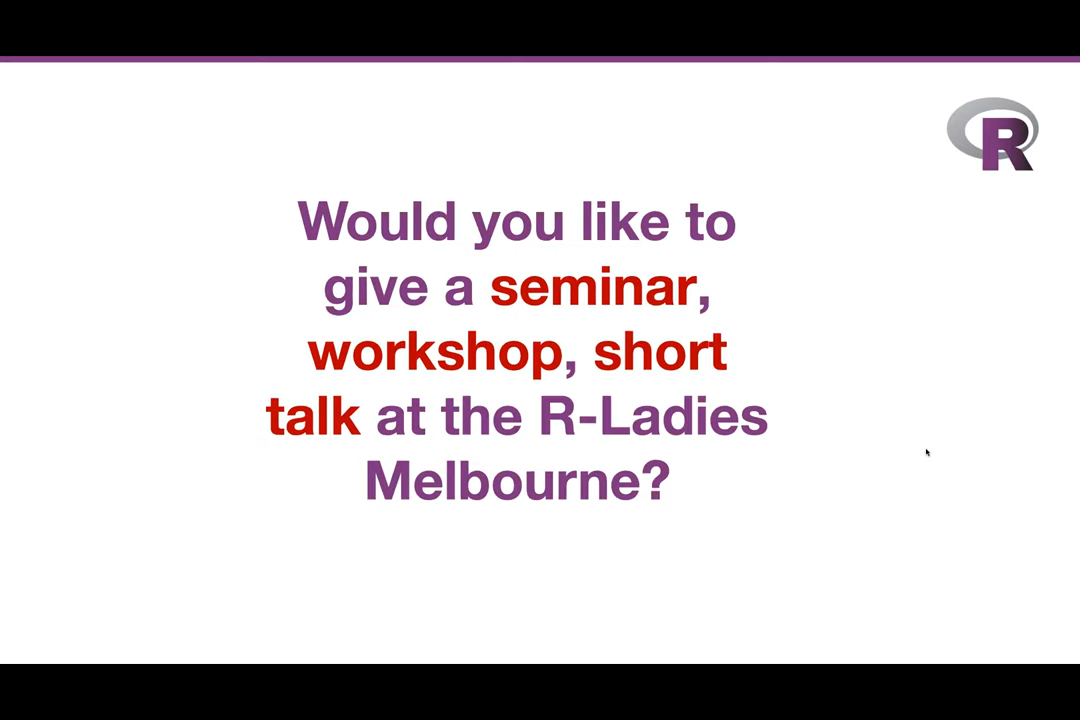 R
Would you like to
give a seminar,
workshop, short
talk at the R-Ladies
Melbourne?